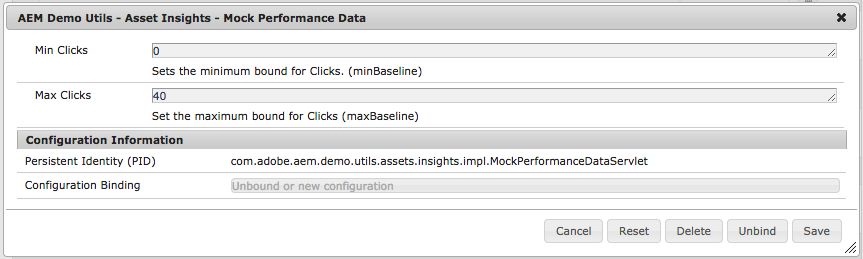 AEM Demo Utils - Asset Insights - Mock Performance Data
Min Clicks
0
Sets the minimum bound for Clicks. (minBaseline)
Max Clicks
40
Set the maximum bound for Clicks (maxBaseline)
Configuration Information
Persistent Identity (PID) com.adobe.aem.demo.utils.assets.insights.impl.MockPerformanceDataServlet
Configuration Binding Unbound or new configuration
Cancel Reset Delete Unbind Save